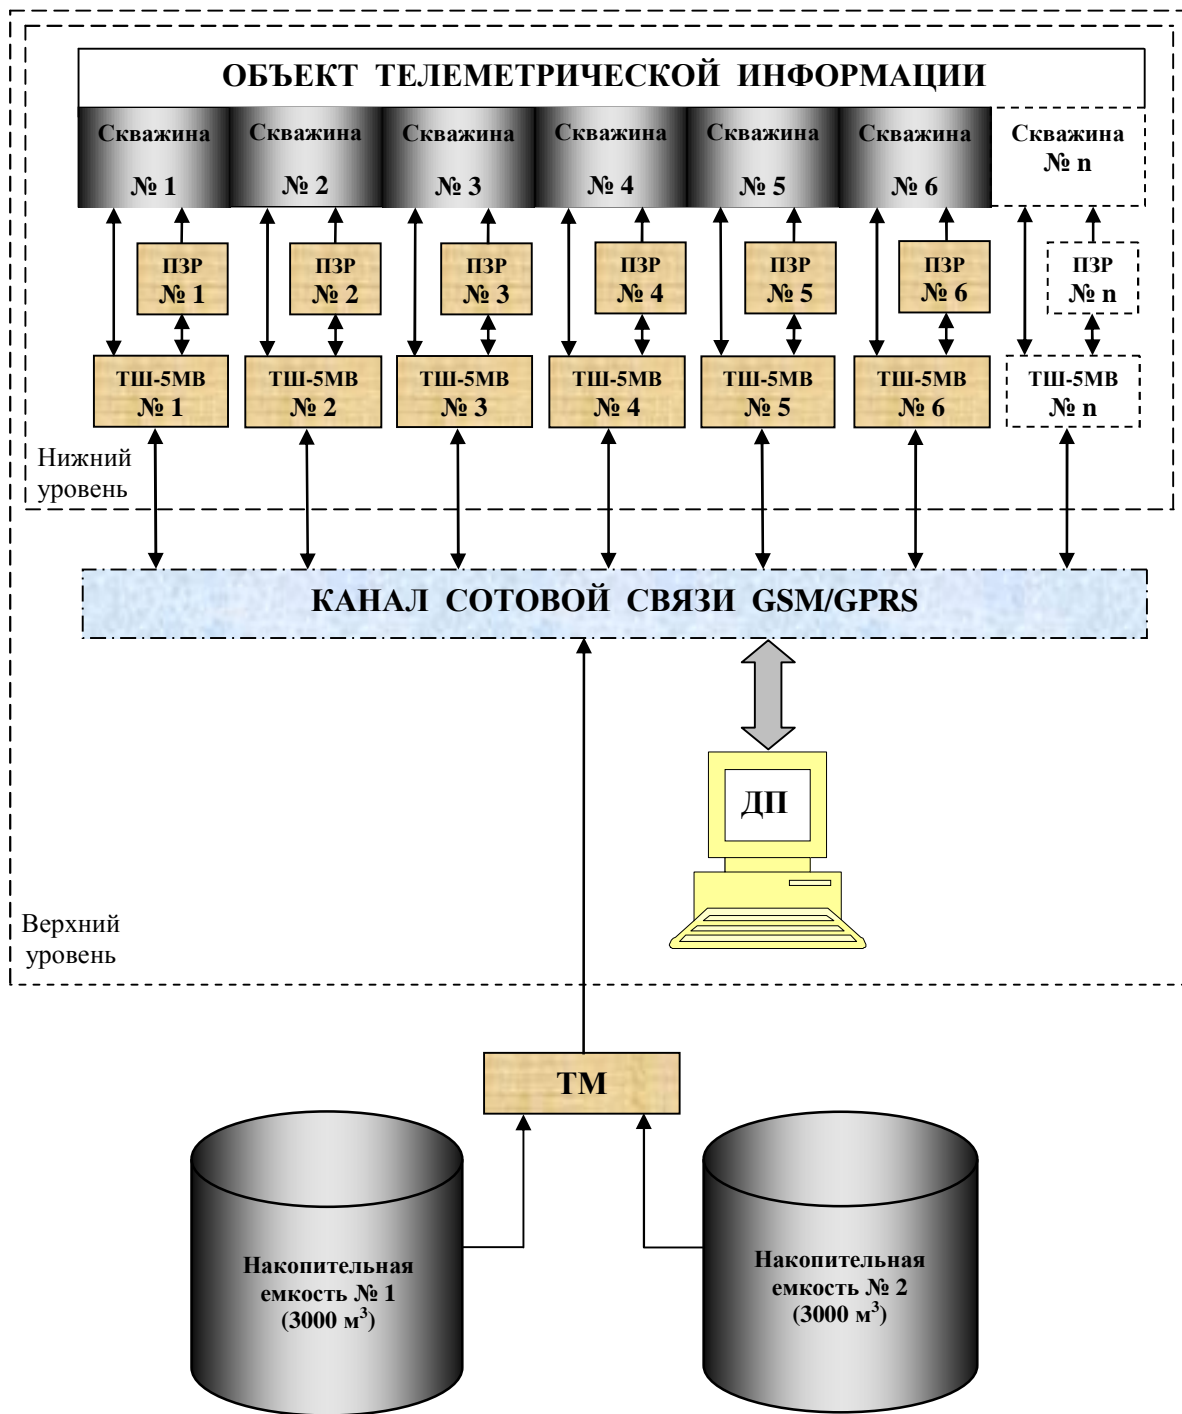 ОБЪЕКТ ТЕЛЕМЕТРИЧЕСКОЙ ИНФОРМАЦИИ
Скважина
№ 1
Скважина
№ 2
Скважина
№ 3
Скважина
№ 4
Скважина
№ 5
Скважина
№ 6
Скважина
№ n
ПЗР
№ 1
ПЗР
№ 2
ПЗР
№ 3
ПЗР
№ 4
ПЗР
№ 5
ПЗР
№ 6
ПЗР
№ n
ТШ-5МВ
№ 1
ТШ-5МВ
№ 2
ТШ-5МВ
№ 3
ТШ-5МВ
№ 4
ТШ-5МВ
№ 5
ТШ-5МВ
№ 6
ТШ-5МВ
№ n
Нижний
уровень
КАНАЛ СОТОВОЙ СВЯЗИ GSM/GPRS
ДП
Верхний
уровень
ТМ
Накопительная
емкость № 1
(3000 м³)
Накопительная
емкость № 2
(3000 м³)